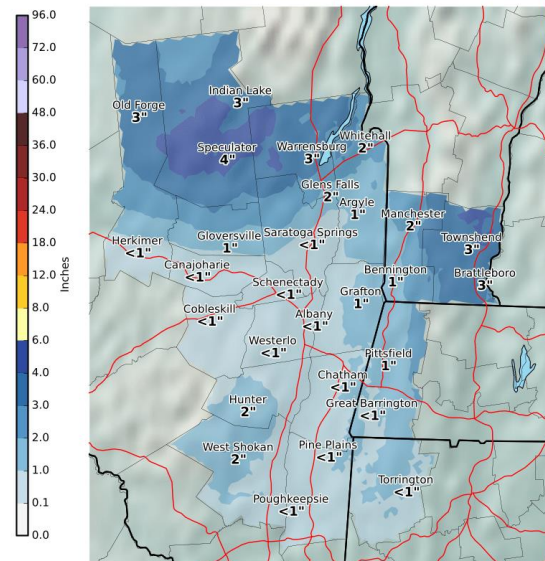 96.0
72.0
60.0
48.0
36.0
30.0
24.0
18.0
12.0
8.0
6.0
4.0
3.0
2.0
1.0
0.1
0.0
Inches
Old Forge
3"
Indian Lake
3"
Speculator
4"
Warrensburg
3"
Whitehall
2"
Glens Falls
2"
Argyle
1"
Manchester
2"
Townshend
3"
Herkimer
<1"
Gloversville
1"
Saratoga Springs
<1"
Canajoharie
<1"
Schenectady
<1"
Bennington
1"
Brattleboro
3"
Grafton
1"
Cobleskill
<1"
Albany
<1"
Westerlo
<1"
Pittsfield
1"
Chatham
<1"
Hunter
2"
Great Barrington
<1"
West Shokan
2"
Pine Plains
<1"
Torrington
<1"
Poughkeepsie
<1"